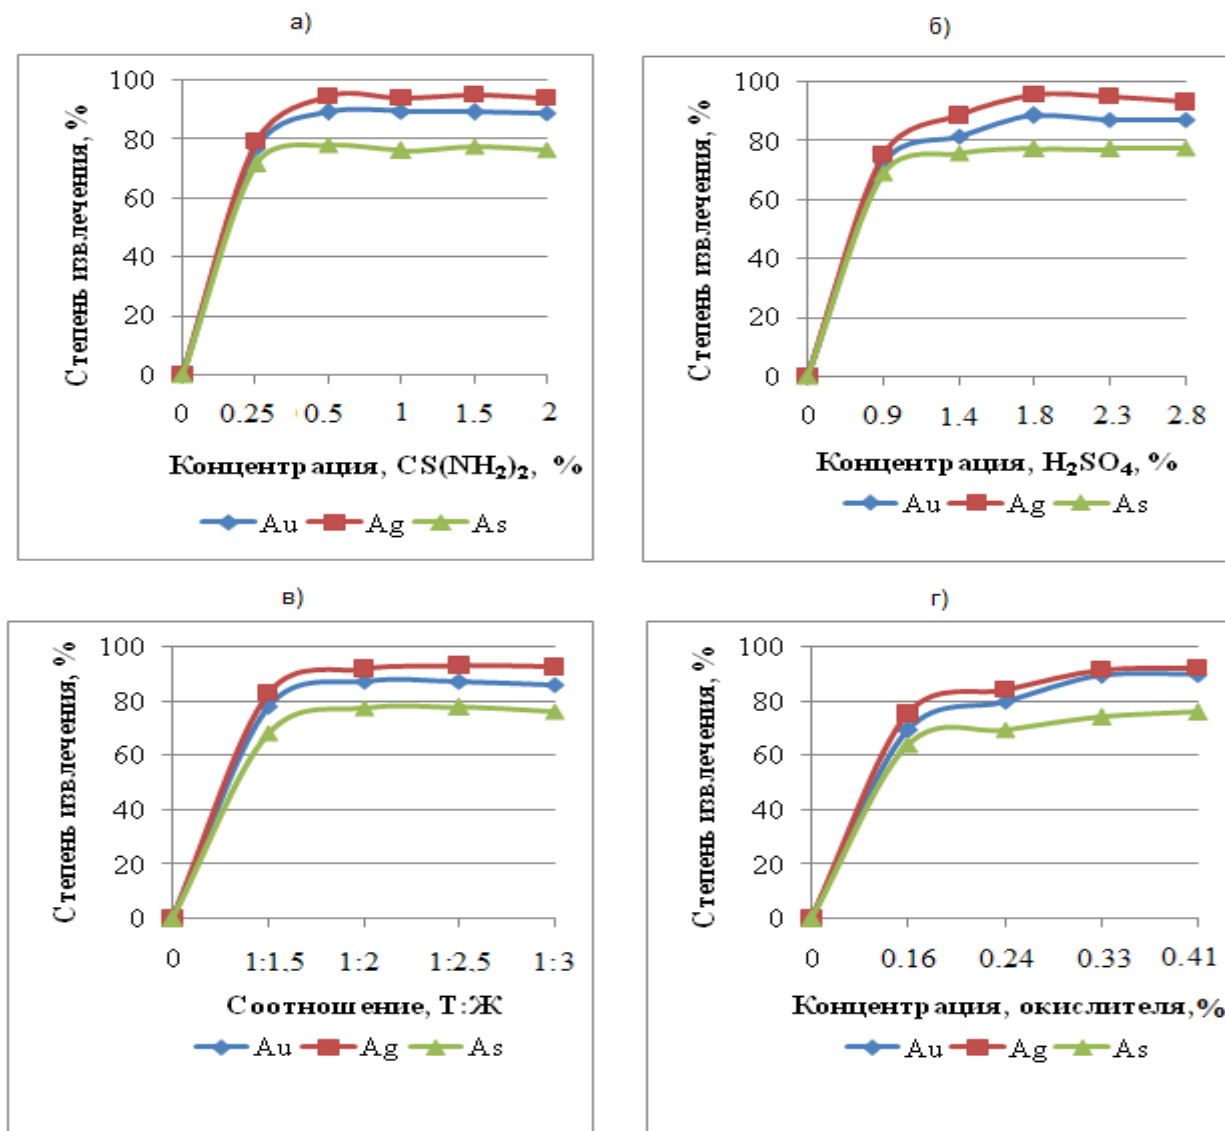 а)
Степень извлечения, %
100
80
60
40
20
0
0 0.25 0.5 1 1.5 2
Концентрация, CS(NH₂)₂, %
Au Ag As
б)
Степень извлечения, %
100
80
60
40
20
0
0 0.9 1.4 1.8 2.3 2.8
Концентрация, H₂SO₄, %
Au Ag As
в)
Степень извлечения, %
100
80
60
40
20
0
0 1:1,5 1:2 1:2,5 1:3
Соотношение, Т:Ж
Au Ag As
г)
Степень извлечения, %
100
80
60
40
20
0
0 0.16 0.24 0.33 0.41
Концентрация, окислителя,%
Au Ag As